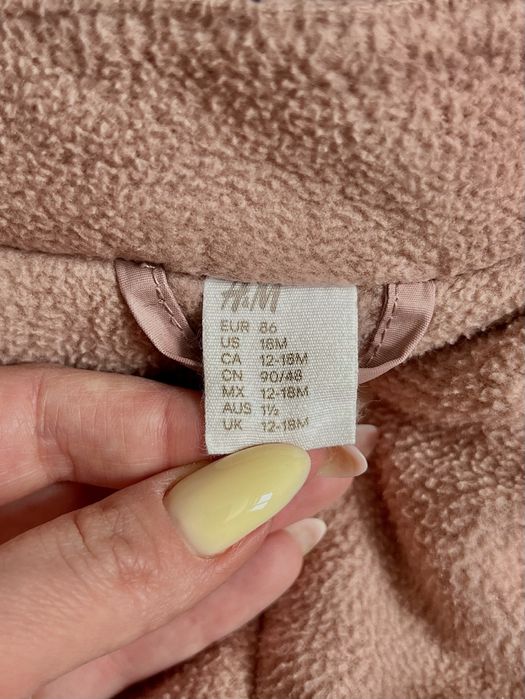 H&M
EUR 86
US 18M
CA 12-18M
CN 90/48
MX 12-18M
AUS 1½
UK 12-18M